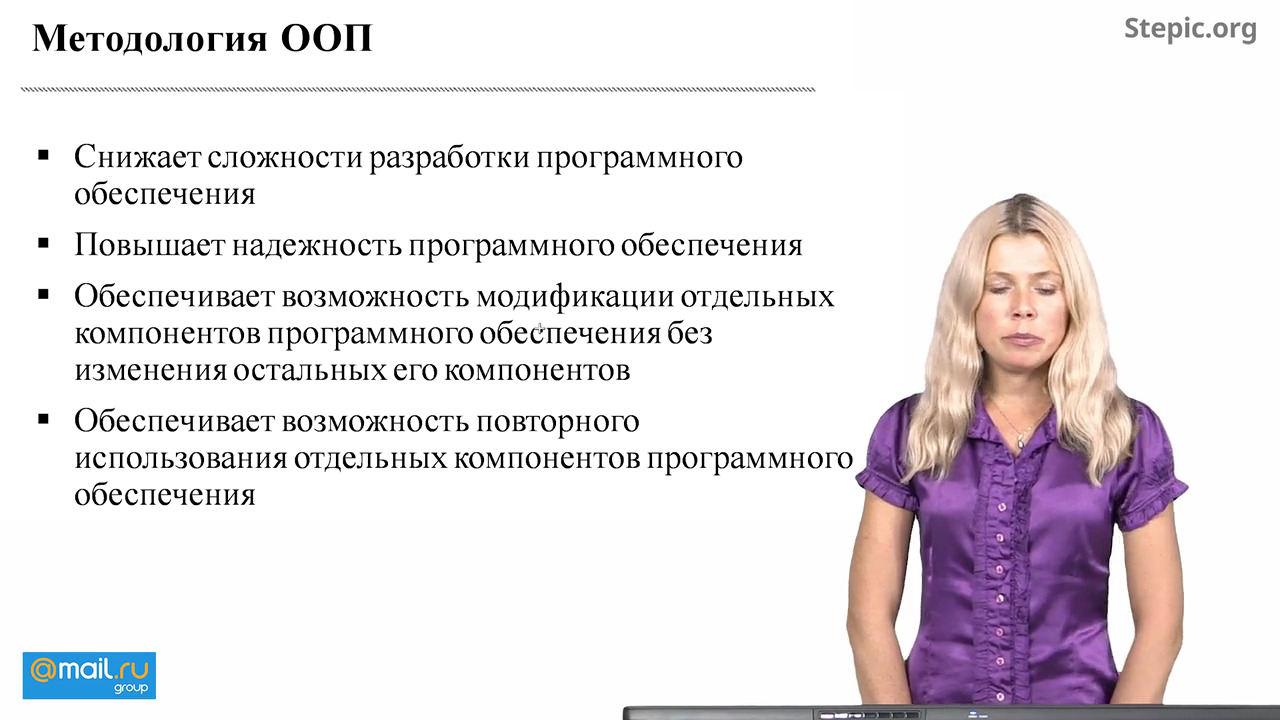 Методология ООП
Stepic.org
Снижает сложности разработки программного
обеспечения
Повышает надежность программного обеспечения
Обеспечивает возможность модификации отдельных
компонентов программного обеспечения без
изменения остальных его компонентов
Обеспечивает возможность повторного
использования отдельных компонентов программного
обеспечения
@mail.ru
group